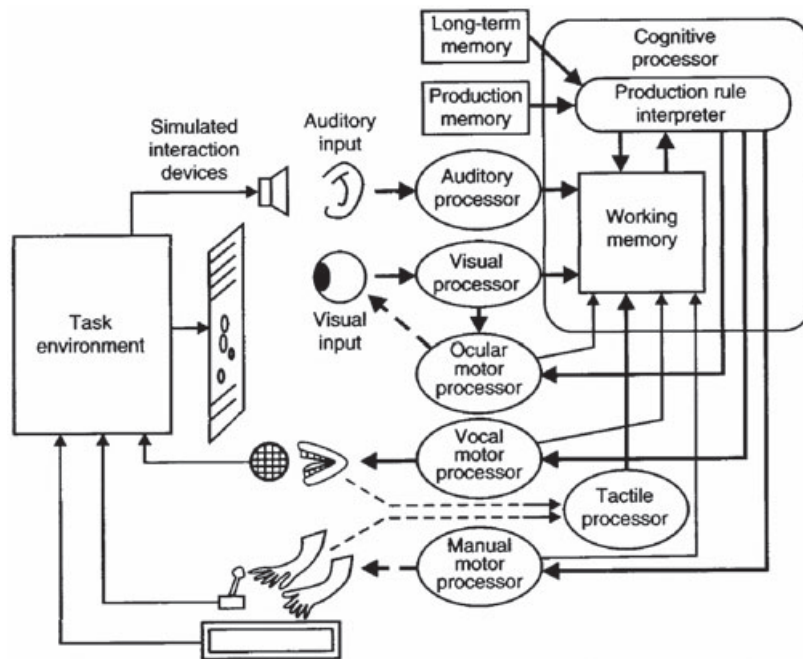 Long-term
memory
Cognitive
processor
Production
memory
Production rule
interpreter
Simulated
interaction
devices
Auditory
input
Auditory
processor
Working
memory
Visual
processor
Task
environment
Visual
input
Ocular
motor
processor
Vocal
motor
processor
Tactile
processor
Manual
motor
processor